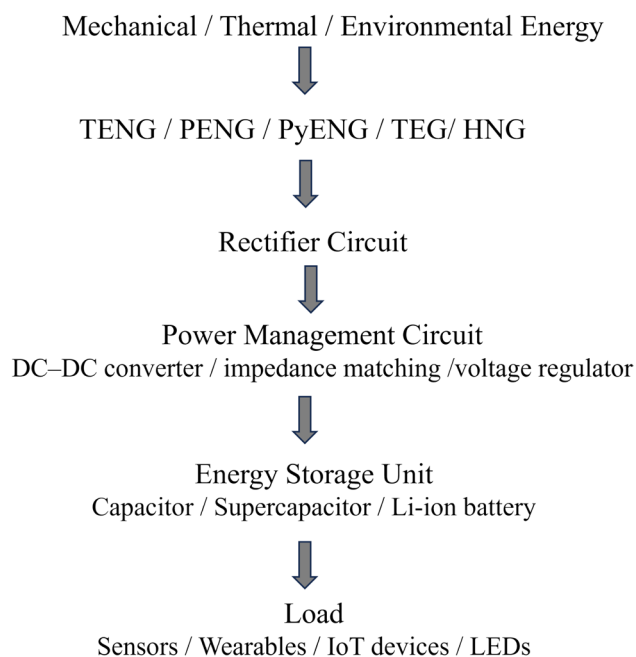 Mechanical / Thermal / Environmental Energy
TENG / PENG / PyENG / TEG/ HNG
Rectifier Circuit
Power Management Circuit
DC–DC converter / impedance matching /voltage regulator
Energy Storage Unit
Capacitor / Supercapacitor / Li-ion battery
Load
Sensors / Wearables / IoT devices / LEDs